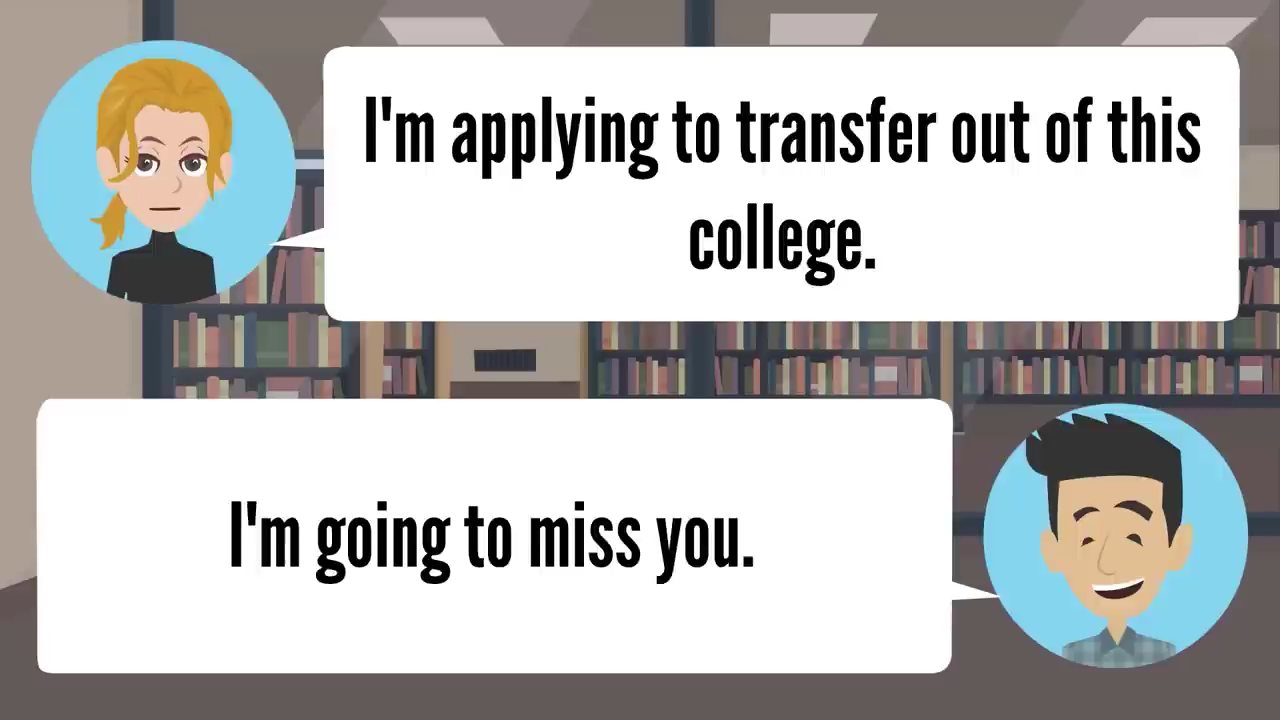 I'm applying to transfer out of this
college.
I'm going to miss you.